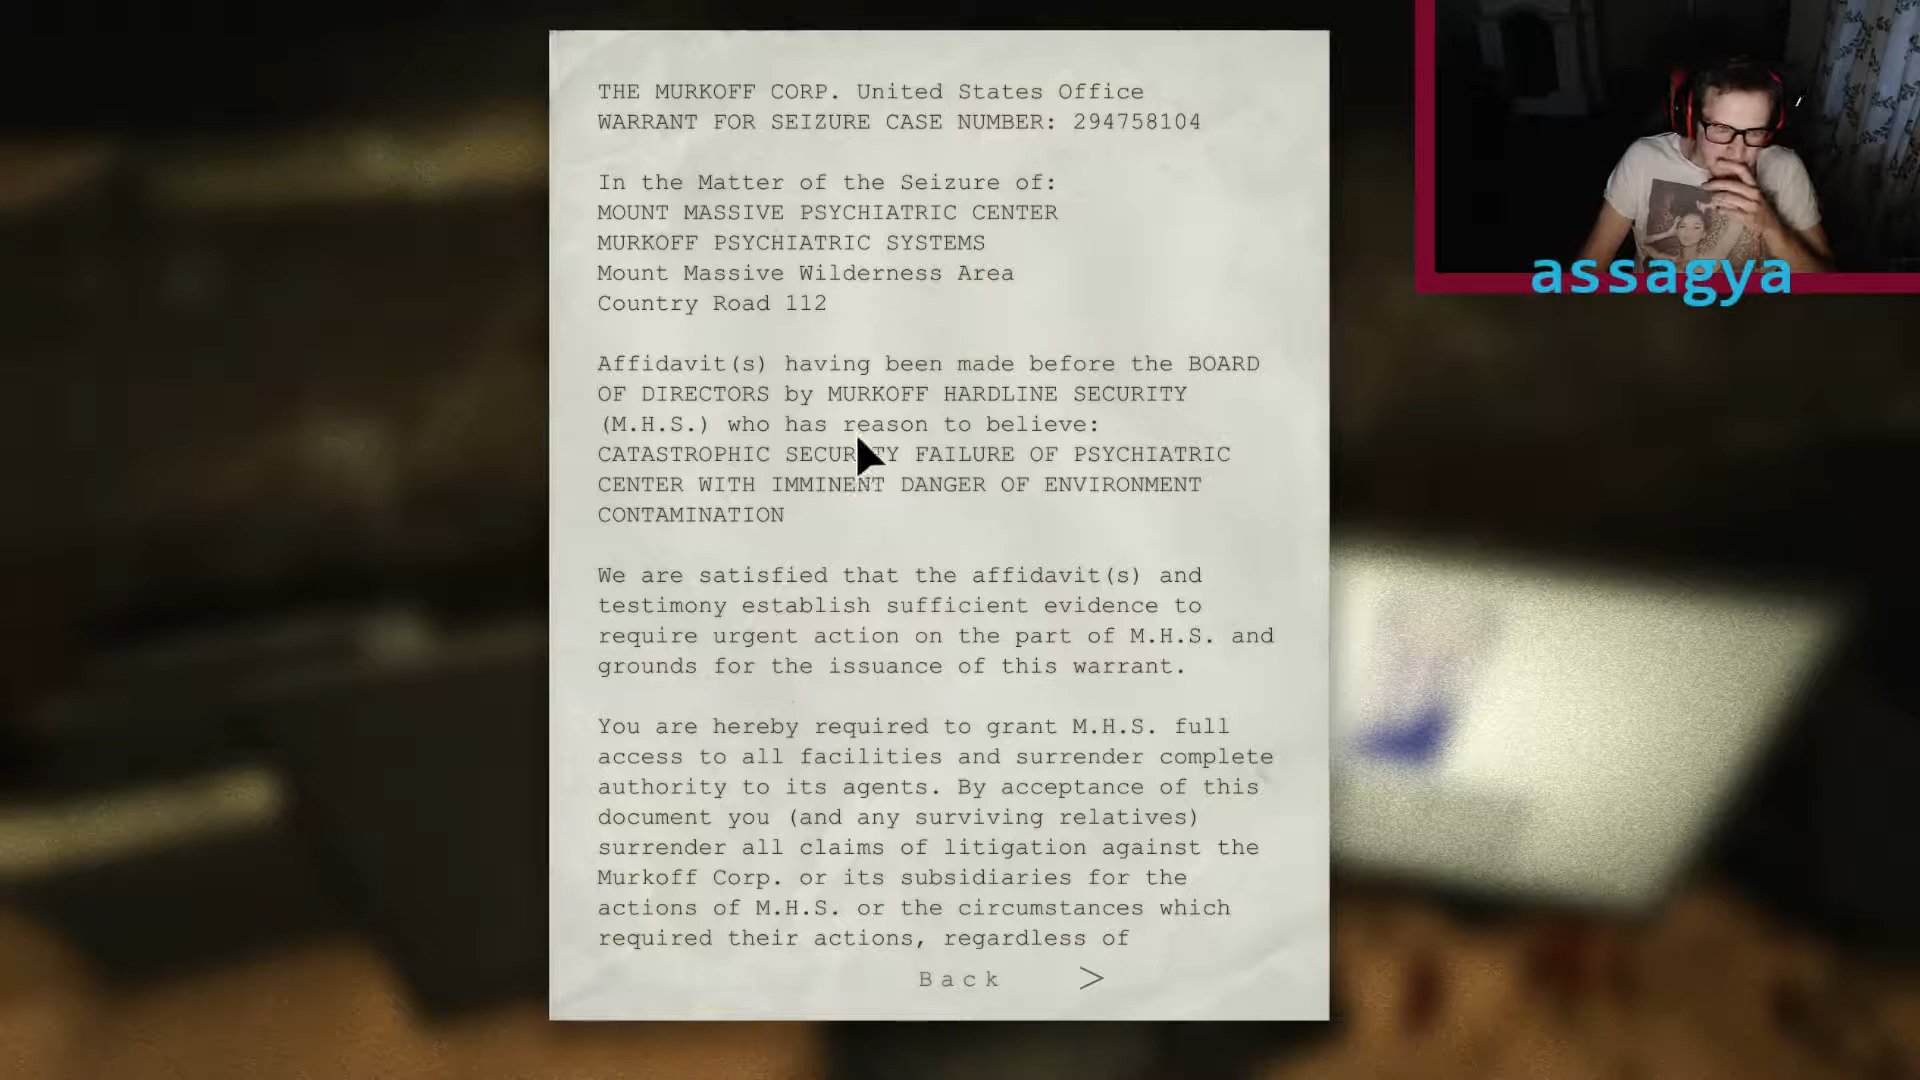 THE MURKOFF CORP. United States Office
WARRANT FOR SEIZURE CASE NUMBER: 294758104
In the Matter of the Seizure of:
MOUNT MASSIVE PSYCHIATRIC CENTER
MURKOFF PSYCHIATRIC SYSTEMS
Mount Massive Wilderness Area
Country Road 112
Affidavit(s) having been made before the BOARD
OF DIRECTORS by MURKOFF HARDLINE SECURITY
(M.H.S.) who has reason to believe:
CATASTROPHIC SECURITY FAILURE OF PSYCHIATRIC
CENTER WITH IMMINENT DANGER OF ENVIRONMENT
CONTAMINATION
We are satisfied that the affidavit(s) and
testimony establish sufficient evidence to
require urgent action on the part of M.H.S. and
grounds for the issuance of this warrant.
You are hereby required to grant M.H.S. full
access to all facilities and surrender complete
authority to its agents. By acceptance of this
document you (and any surviving relatives)
surrender all claims of litigation against the
Murkoff Corp. or its subsidiaries for the
actions of M.H.S. or the circumstances which
required their actions, regardless of
Back >
assagya